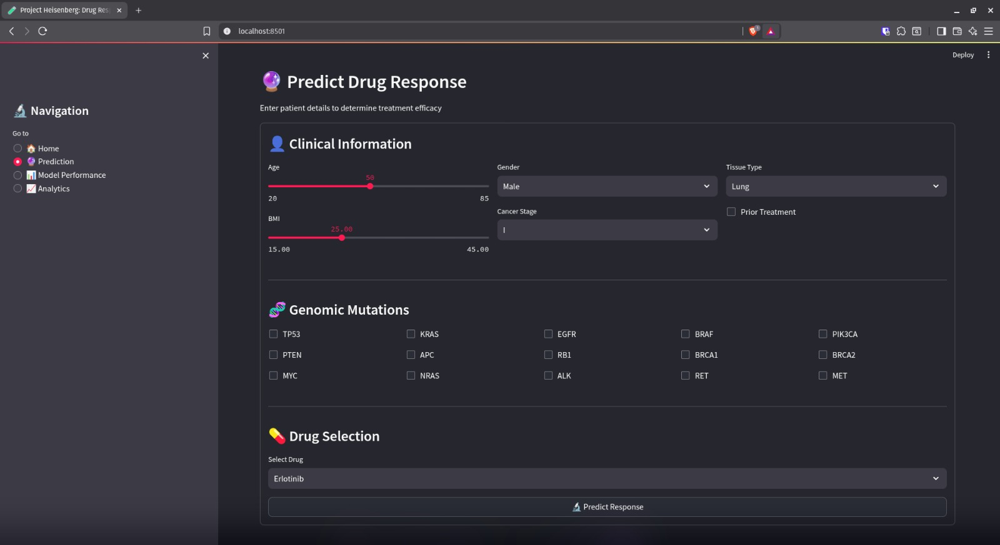 Project Heisenberg: Drug Res
localhost:8501
Deploy
Navigation
Go to
Home
Prediction
Model Performance
Analytics
Predict Drug Response
Enter patient details to determine treatment efficacy
Clinical Information
Age
50
20 85
BMI
25.00
15.00 45.00
Gender
Male
Cancer Stage
I
Tissue Type
Lung
Prior Treatment
Genomic Mutations
TP53 KRAS EGFR BRAF PIK3CA
PTEN APC RB1 BRCA1 BRCA2
MYC NRAS ALK RET MET
Drug Selection
Select Drug
Erlotinib
Predict Response